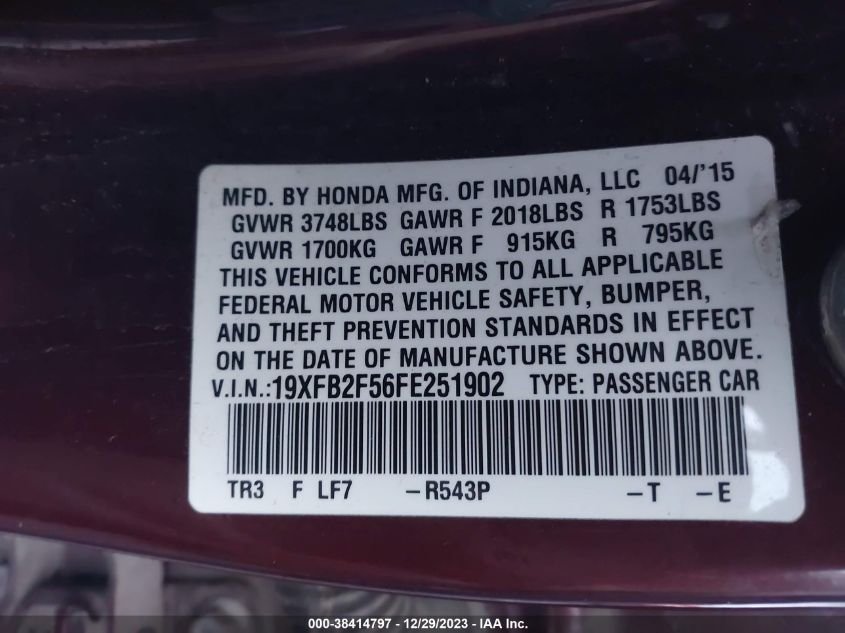 MFD. BY HONDA MFG. OF INDIANA, LLC 04/'15
GVWR 3748LBS GAWR F 2018LBS R 1753LBS
GVWR 1700KG GAWR F 915KG R 795KG
THIS VEHICLE CONFORMS TO ALL APPLICABLE
FEDERAL MOTOR VEHICLE SAFETY, BUMPER,
AND THEFT PREVENTION STANDARDS IN EFFECT
ON THE DATE OF MANUFACTURE SHOWN ABOVE.
V.I.N.:19XFB2F56FE251902 TYPE: PASSENGER CAR
TR3 F LF7 -R543P -T -E
000-38414797 - 12/29/2023 - IAA Inc.